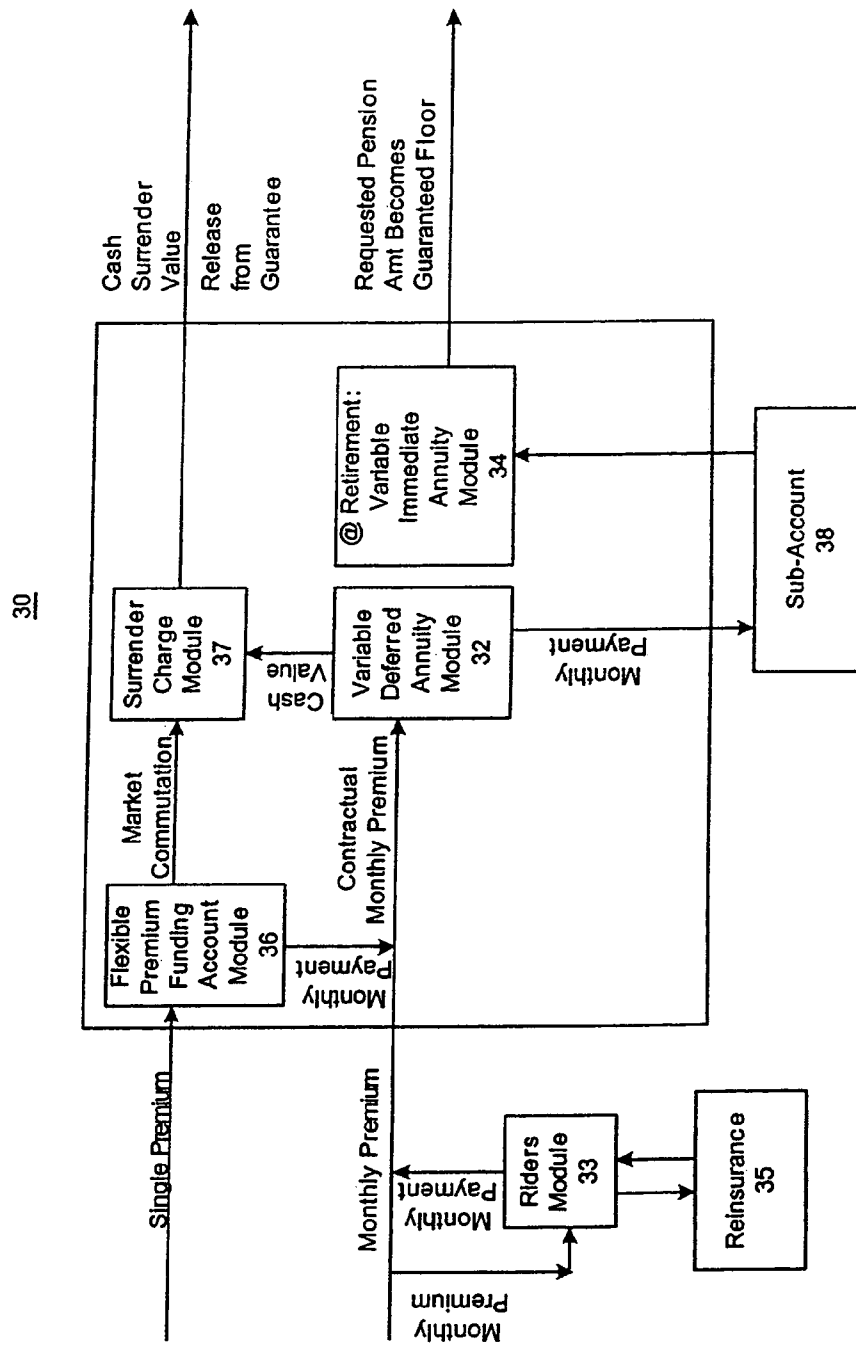 30
Cash
Surrender
Value
Release
from
Guarantee
Requested Pension
Amt Becomes
Guaranteed Floor
Single Premium
Flexible
Premium
Funding
Account
Module
36
Market
Commutation
Surrender
Charge
Module
37
Monthly
Payment
Cash
Value
Monthly Premium
Contractual
Monthly Premium
Variable
Deferred
Annuity
Module
32
@ Retirement:
Variable
Immediate
Annuity
Module
34
Monthly
Premium
Monthly
Payment
Riders
Module
33
Monthly
Payment
Reinsurance
35
Sub-Account
38